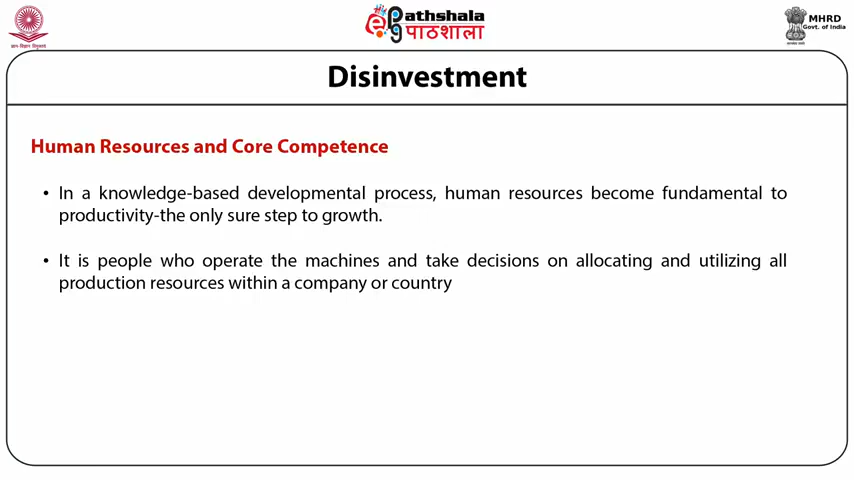 ePathshala
पाठशाला
MHRD
Govt. of India
Disinvestment
Human Resources and Core Competence
• In a knowledge-based developmental process, human resources become fundamental to
productivity-the only sure step to growth.
• It is people who operate the machines and take decisions on allocating and utilizing all
production resources within a company or country